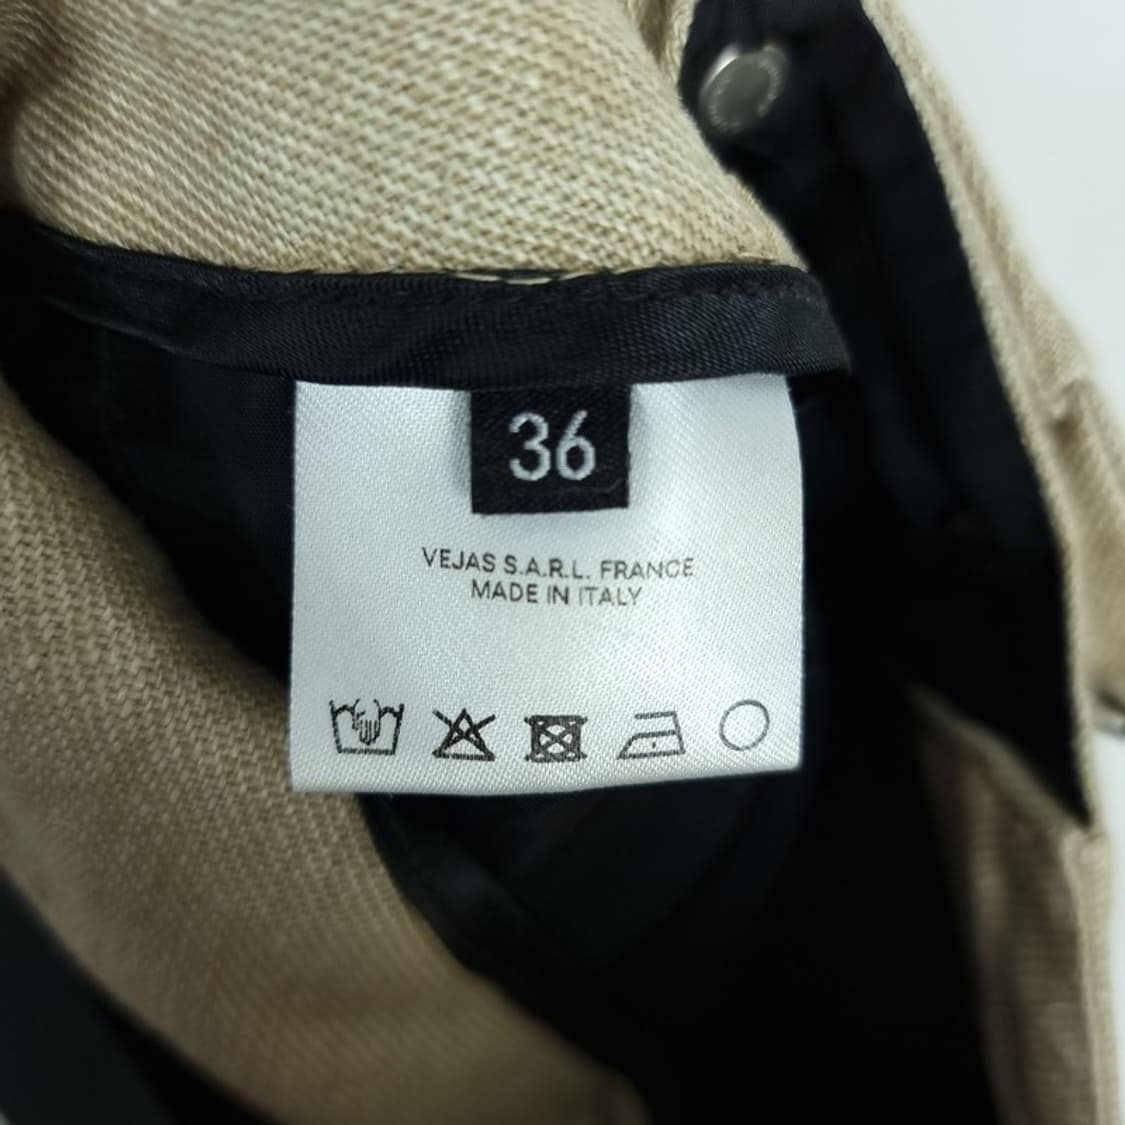 36
VEJAS S.A.R.L. FRANCE
MADE IN ITALY